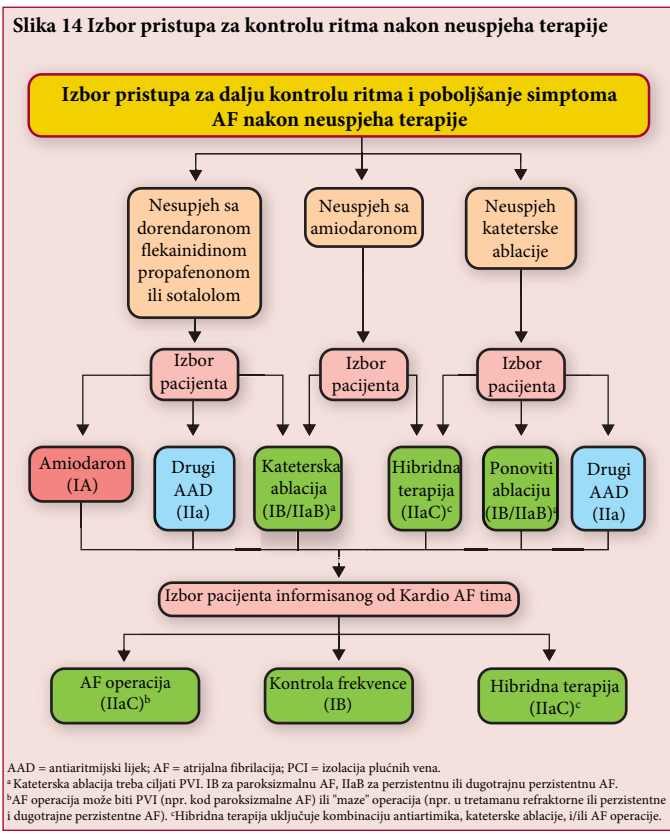 Slika 14 Izbor pristupa za kontrolu ritma nakon neuspjeha terapije
Izbor pristupa za dalju kontrolu ritma i poboljšanje simptoma
AF nakon neuspjeha terapije
Nesupjeh sa
dorendaronom
flekainidinom
propafenonom
ili sotalolom
Neuspjeh sa
amiodaronom
Neuspjeh
kateterske
ablacije
Izbor
pacijenta
Izbor
pacijenta
Izbor
pacijenta
Amiodaron
(IA)
Drugi
AAD
(IIa)
Kateterska
ablacija
(IB/IIaB)ᵃ
Hibridna
terapija
(IIaC)ᶜ
Ponoviti
ablaciju
(IB/IIaB)ᵃ
Drugi
AAD
(IIa)
Izbor pacijenta informisanog od Kardio AF tima
AF operacija
(IIaC)ᵇ
Kontrola frekvence
(IB)
Hibridna terapija
(IIaC)ᶜ
AAD = antiaritmijski lijek; AF = atrijalna fibrilacija; PCI = izolacija plućnih vena.
ᵃ Kateterska ablacija treba ciljati PVI. IB za paroksizmalnu AF, IIaB za perzistentnu ili dugotrajnu perzistentnu AF.
ᵇAF operacija može biti PVI (npr. kod paroksizmalne AF) ili "maze" operacija (npr. u tretamanu refraktorne ili perzistentne
i dugotrajne perzistentne AF). ᶜHibridna terapija uključuje kombinaciju antiartimika, kateterske ablacije, i/ili AF operacije.